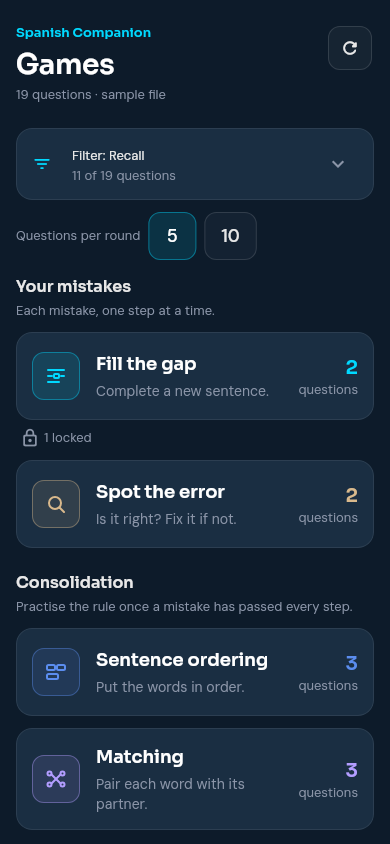 Spanish Companion
Games
19 questions · sample file
Filter: Recall
11 of 19 questions
Questions per round
5
10
Your mistakes
Each mistake, one step at a time.
Fill the gap
Complete a new sentence.
2
questions
1 locked
Spot the error
Is it right? Fix it if not.
2
questions
Consolidation
Practise the rule once a mistake has passed every step.
Sentence ordering
Put the words in order.
3
questions
Matching
Pair each word with its
partner.
3
questions